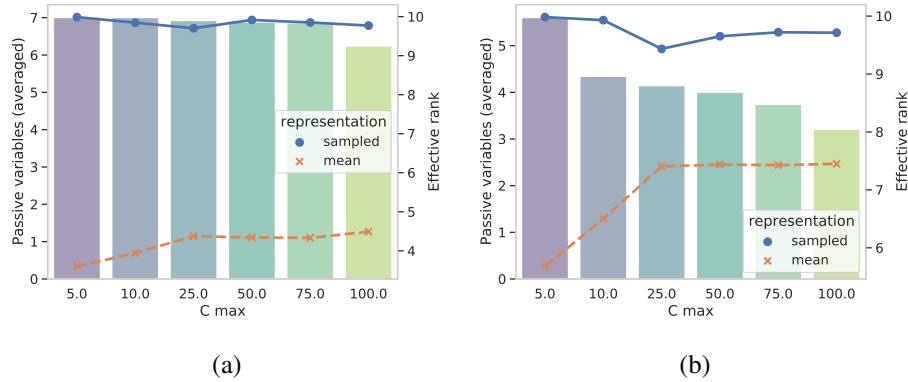 7
6
5
4
3
2
1
0
Passive variables (averaged)
10
9
8
7
6
5
4
Effective rank
representation
sampled
mean
5.0 10.0 25.0 50.0 75.0 100.0
C max
(a)
5
4
3
2
1
0
Passive variables (averaged)
10
9
8
7
6
Effective rank
representation
sampled
mean
5.0 10.0 25.0 50.0 75.0 100.0
C max
(b)